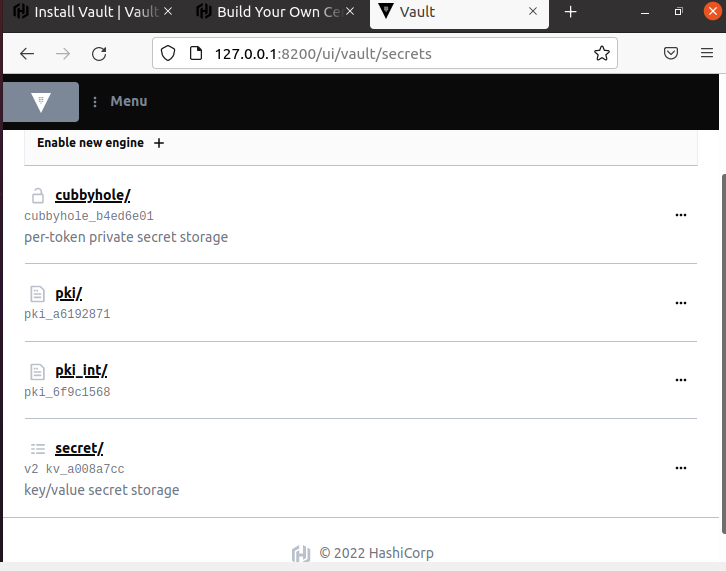 Install Vault | Vault
Build Your Own Ce
Vault
127.0.0.1:8200/ui/vault/secrets
Menu
Enable new engine +
cubbyhole/
cubbyhole_b4ed6e01
per-token private secret storage
pki/
pki_a6192871
pki_int/
pki_6f9c1568
secret/
v2 kv_a008a7cc
key/value secret storage
© 2022 HashiCorp